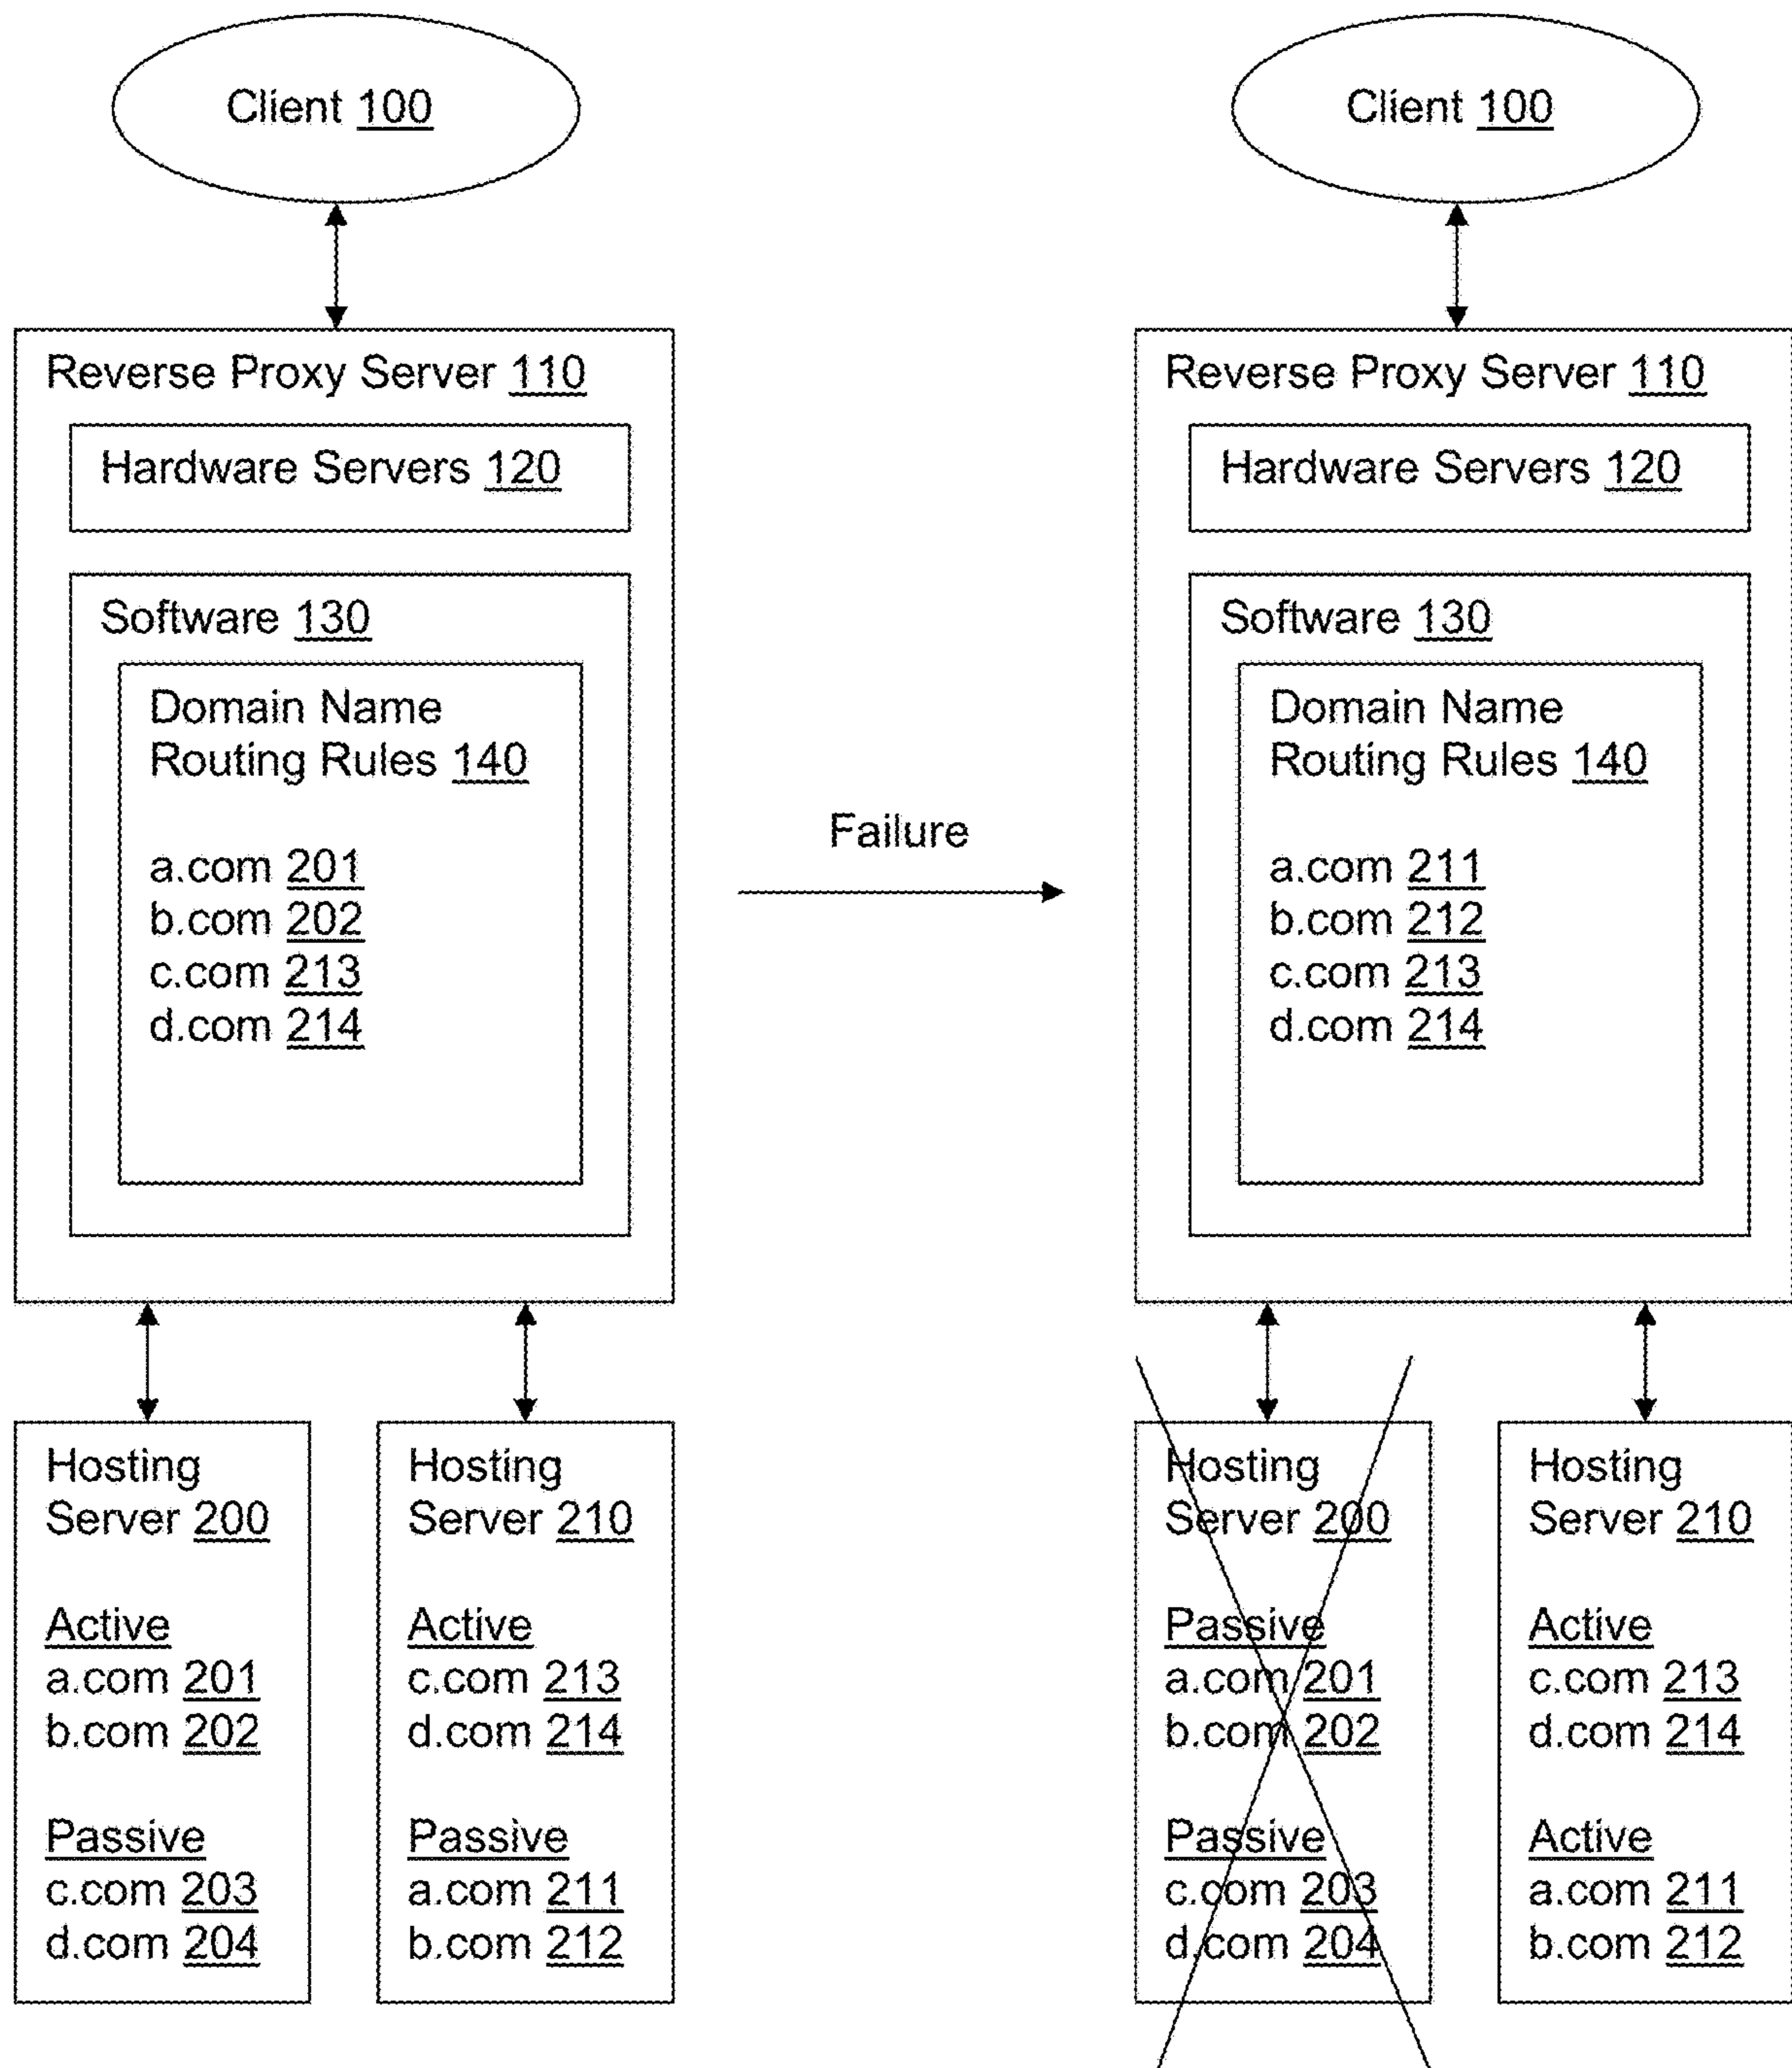 Client 100
Reverse Proxy Server 110
Hardware Servers 120
Software 130
Domain Name
Routing Rules 140
a.com 201
b.com 202
c.com 213
d.com 214
Hosting
Server 200
Active
a.com 201
b.com 202
Passive
c.com 203
d.com 204
Hosting
Server 210
Active
c.com 213
d.com 214
Passive
a.com 211
b.com 212
Failure
Client 100
Reverse Proxy Server 110
Hardware Servers 120
Software 130
Domain Name
Routing Rules 140
a.com 211
b.com 212
c.com 213
d.com 214
Hosting
Server 200
Passive
a.com 201
b.com 202
Passive
c.com 203
d.com 204
Hosting
Server 210
Active
c.com 213
d.com 214
Active
a.com 211
b.com 212